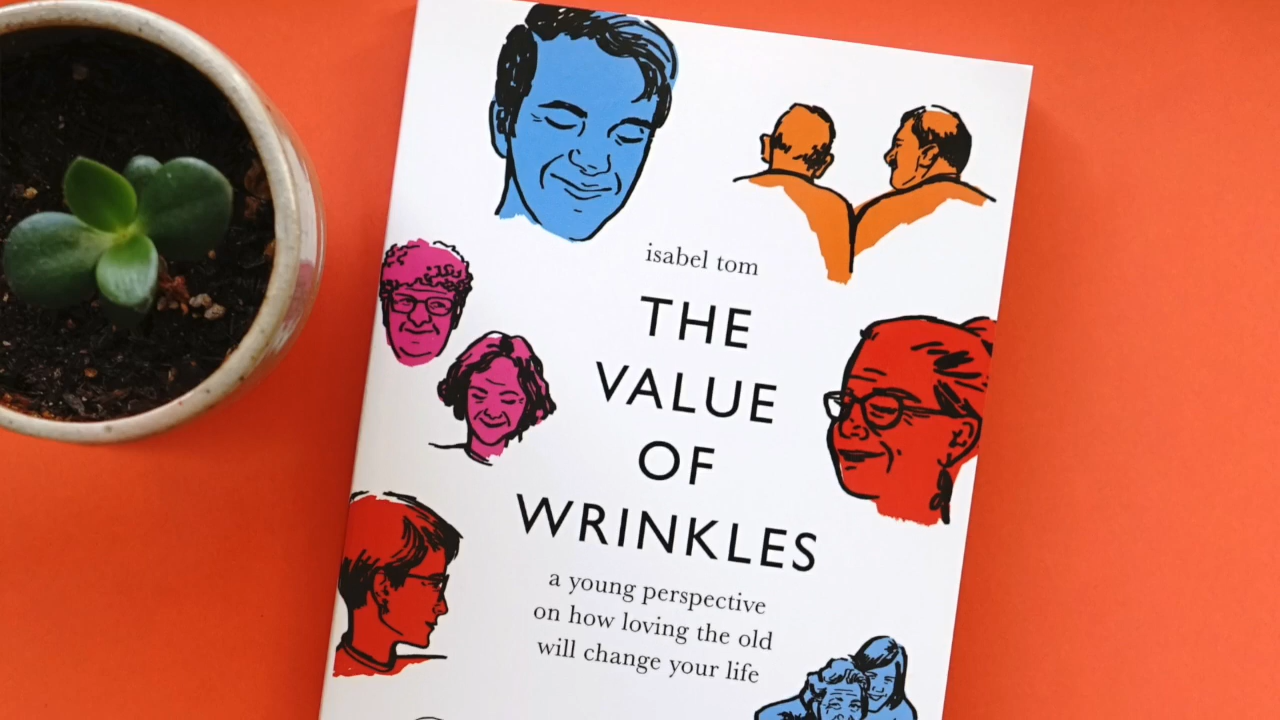 isabel tom
THE
VALUE
OF
WRINKLES
a young perspective
on how loving the old
will change your life